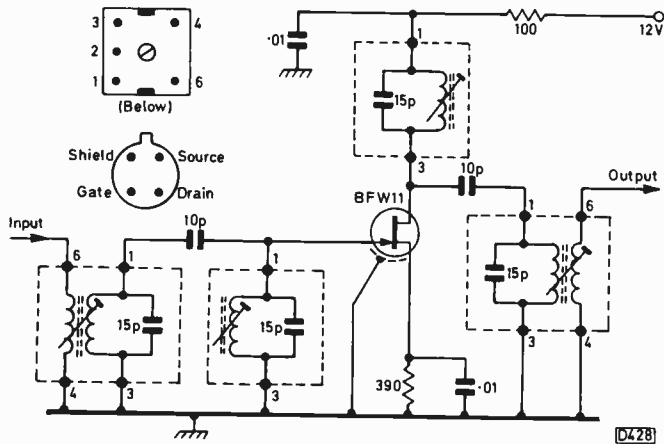 3 4
2
1 6
(Below)
Shield Source
Gate Drain
·01
1
100
12V
15p
3
10p
BFW11
Output
Input
10p
6 1
15p
4 3
1
15p
3
390
·01
1 6
15p
3 4
D428